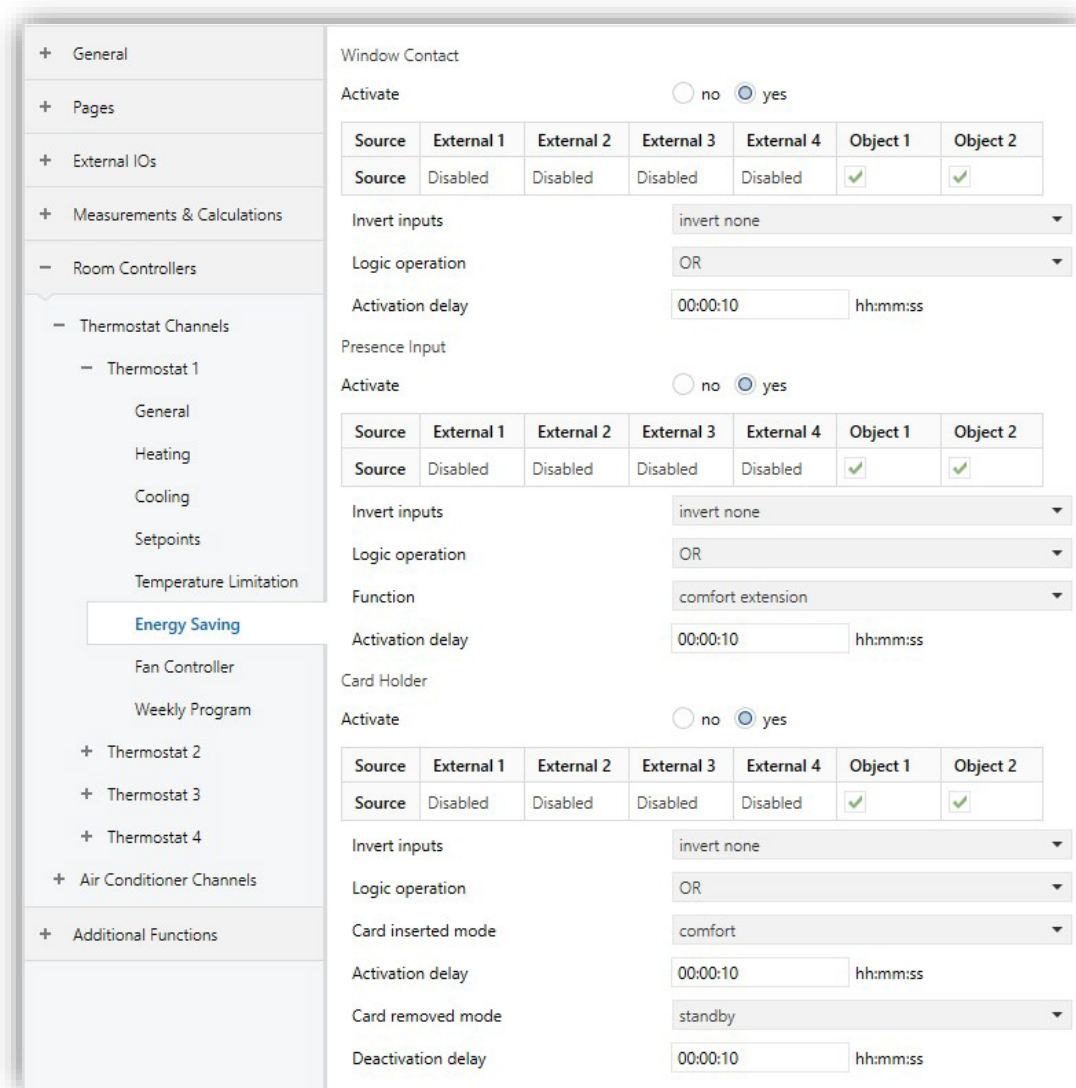 General
Pages
External IOs
Measurements & Calculations
Room Controllers
Thermostat Channels
Thermostat 1
General
Heating
Cooling
Setpoints
Temperature Limitation
Energy Saving
Fan Controller
Weekly Program
Thermostat 2
Thermostat 3
Thermostat 4
Air Conditioner Channels
Additional Functions
Window Contact
Activate no yes
Source External 1 External 2 External 3 External 4 Object 1 Object 2
Source Disabled Disabled Disabled Disabled
Invert inputs invert none
Logic operation OR
Activation delay 00:00:10 hh:mm:ss
Presence Input
Activate no yes
Source External 1 External 2 External 3 External 4 Object 1 Object 2
Source Disabled Disabled Disabled Disabled
Invert inputs invert none
Logic operation OR
Function comfort extension
Activation delay 00:00:10 hh:mm:ss
Card Holder
Activate no yes
Source External 1 External 2 External 3 External 4 Object 1 Object 2
Source Disabled Disabled Disabled Disabled
Invert inputs invert none
Logic operation OR
Card inserted mode comfort
Activation delay 00:00:10 hh:mm:ss
Card removed mode standby
Deactivation delay 00:00:10 hh:mm:ss